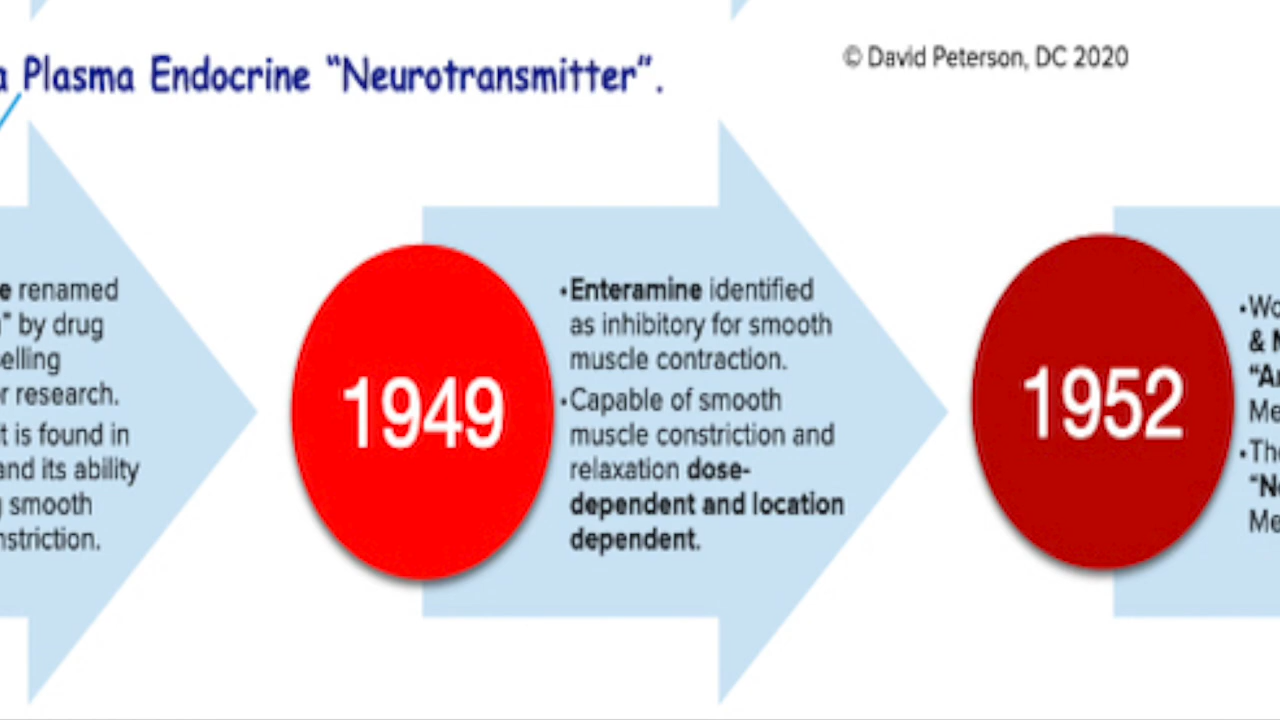 a Plasma Endocrine “Neurotransmitter”.
© David Peterson, DC 2020
e renamed
” by drug
elling
r research.
t is found in
and its ability
smooth
nstriction.
1949
•Enteramine identified
as inhibitory for smooth
muscle contraction.
•Capable of smooth
muscle constriction and
relaxation dose-
dependent and location
dependent.
1952
•Wo
& M
“Ar
Me
•The
“Ne
Me